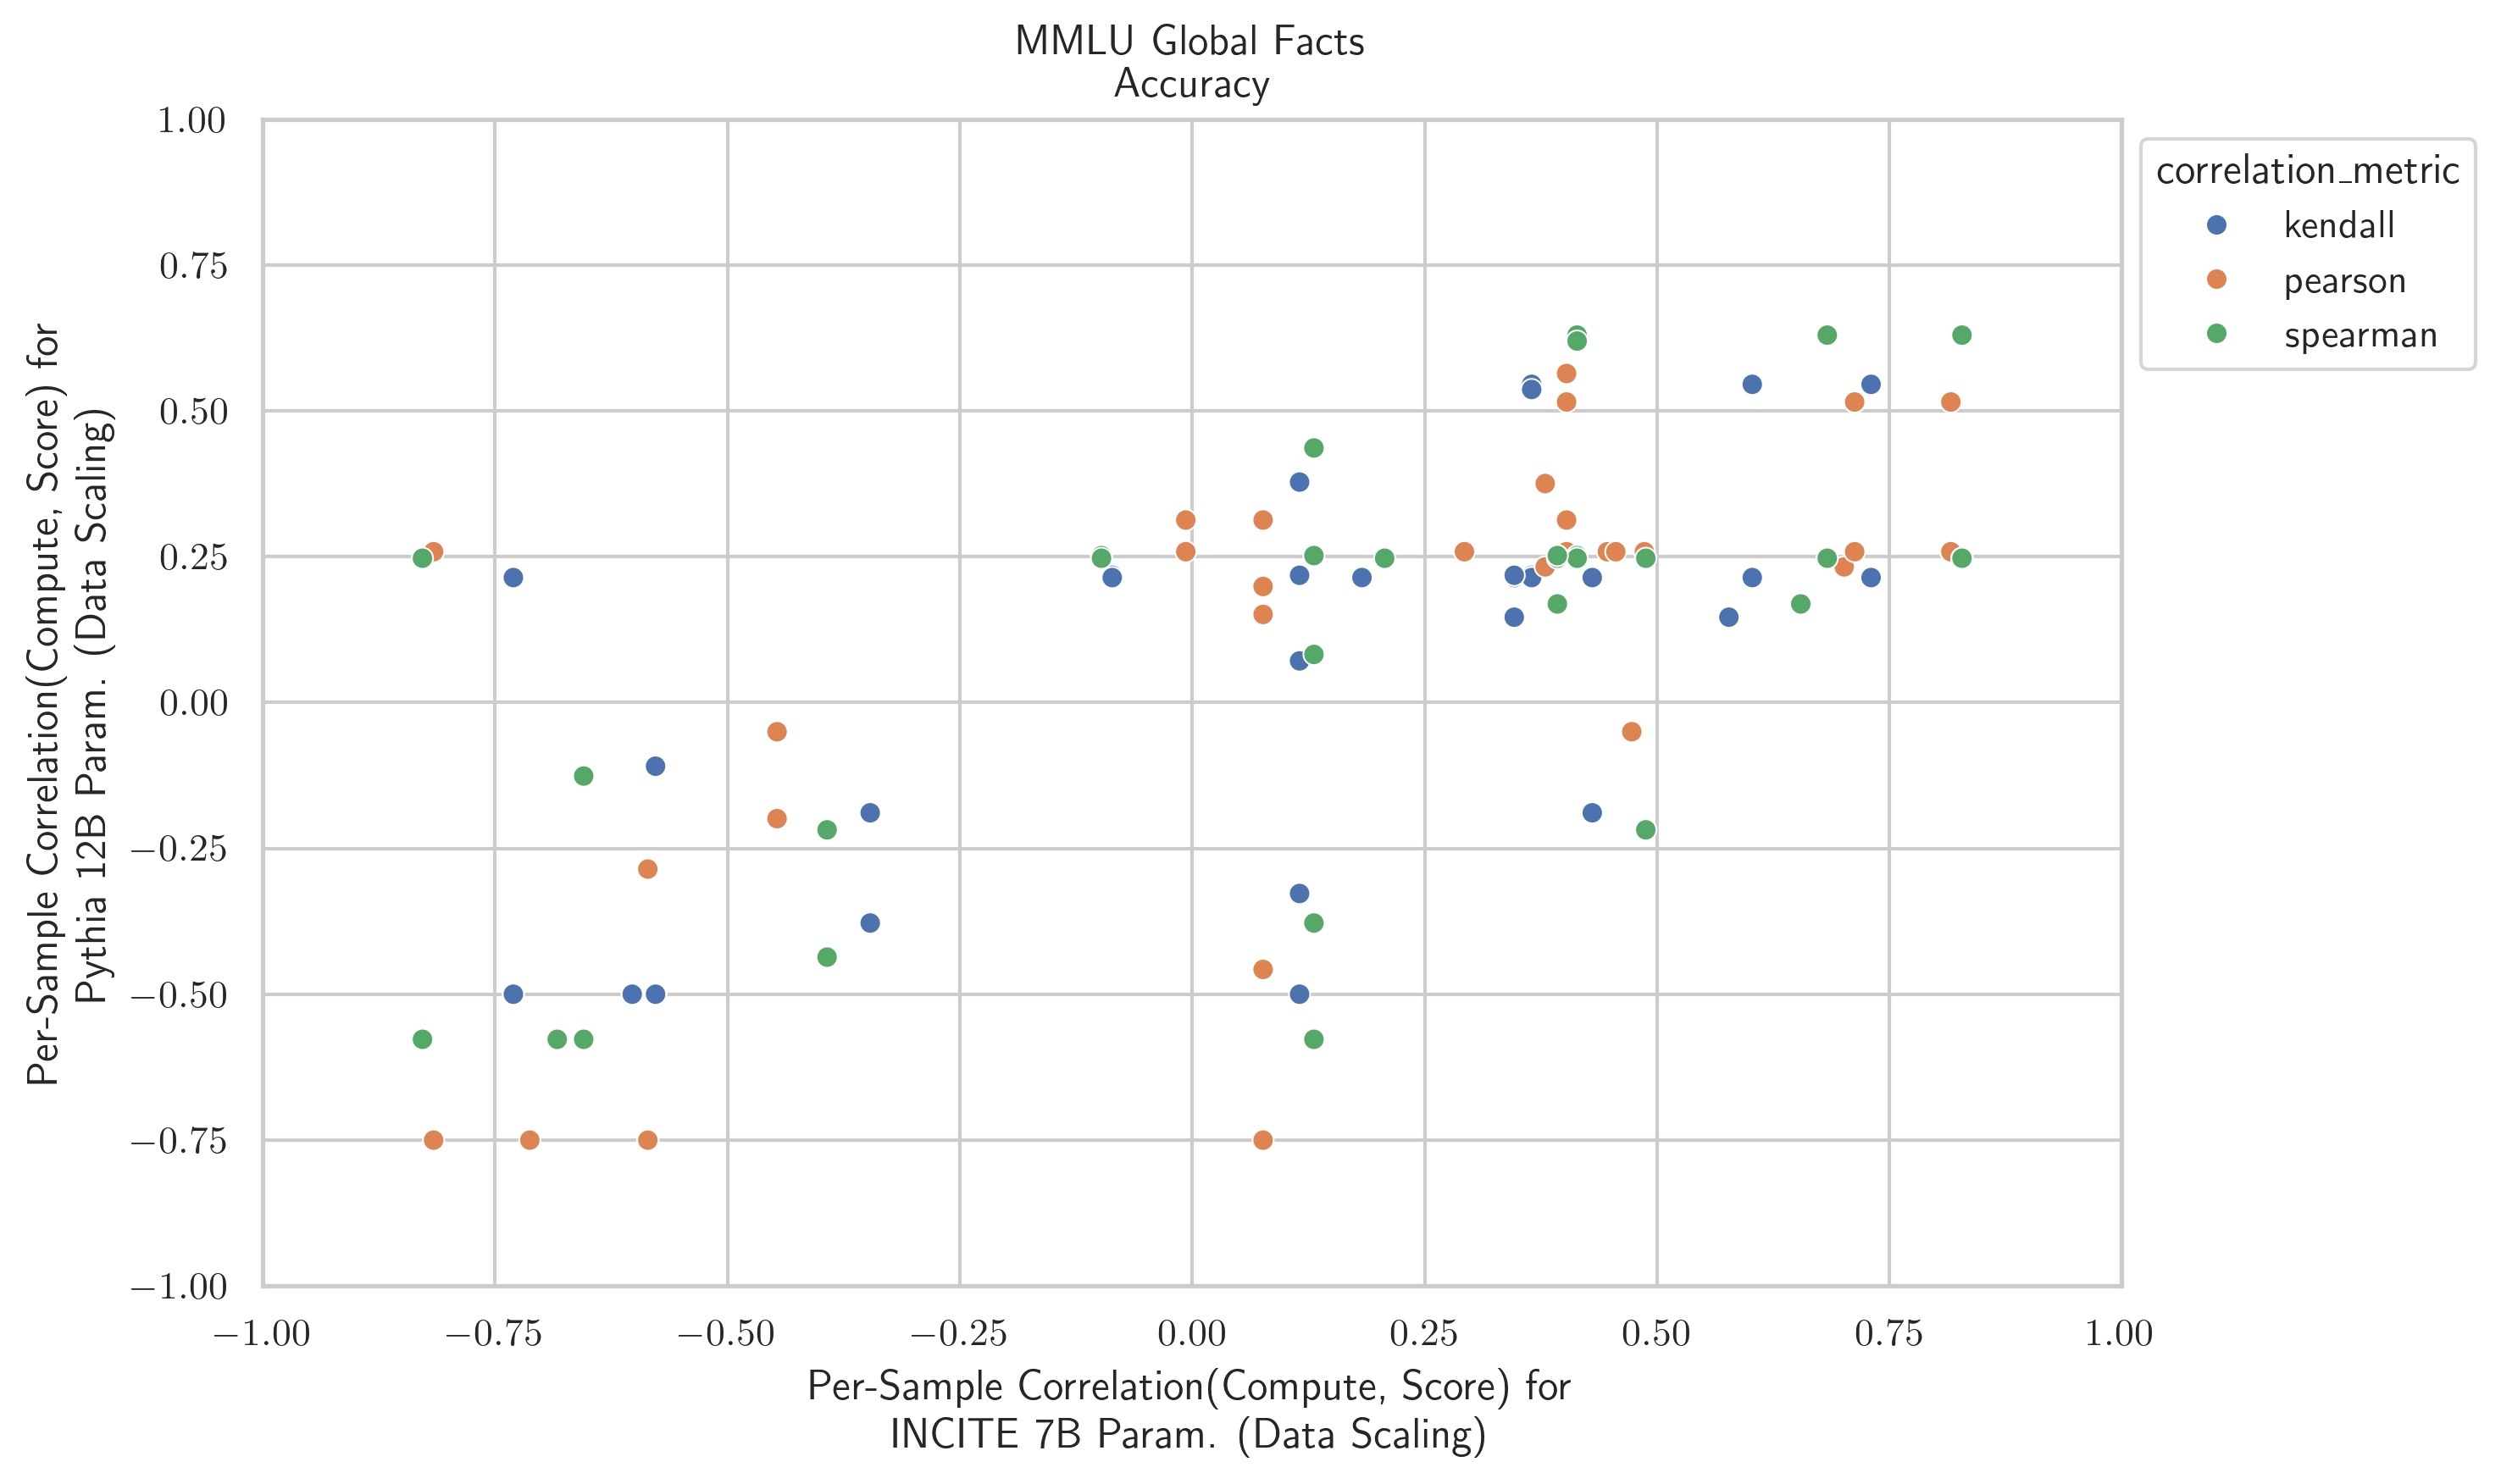 MMLU Global Facts
Accuracy
Per-Sample Correlation(Compute, Score) for
Pythia 12B Param. (Data Scaling)
1.00
0.75
0.50
0.25
0.00
−0.25
−0.50
−0.75
−1.00
−1.00 −0.75 −0.50 −0.25 0.00 0.25 0.50 0.75 1.00
Per-Sample Correlation(Compute, Score) for
INCITE 7B Param. (Data Scaling)
correlation_metric
kendall
pearson
spearman